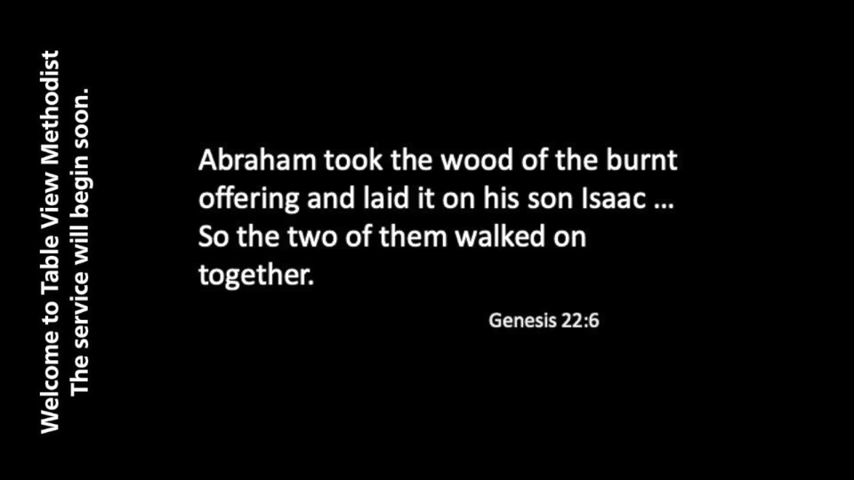 Welcome to Table View Methodist
The service will begin soon.
Abraham took the wood of the burnt
offering and laid it on his son Isaac ...
So the two of them walked on
together.
Genesis 22:6